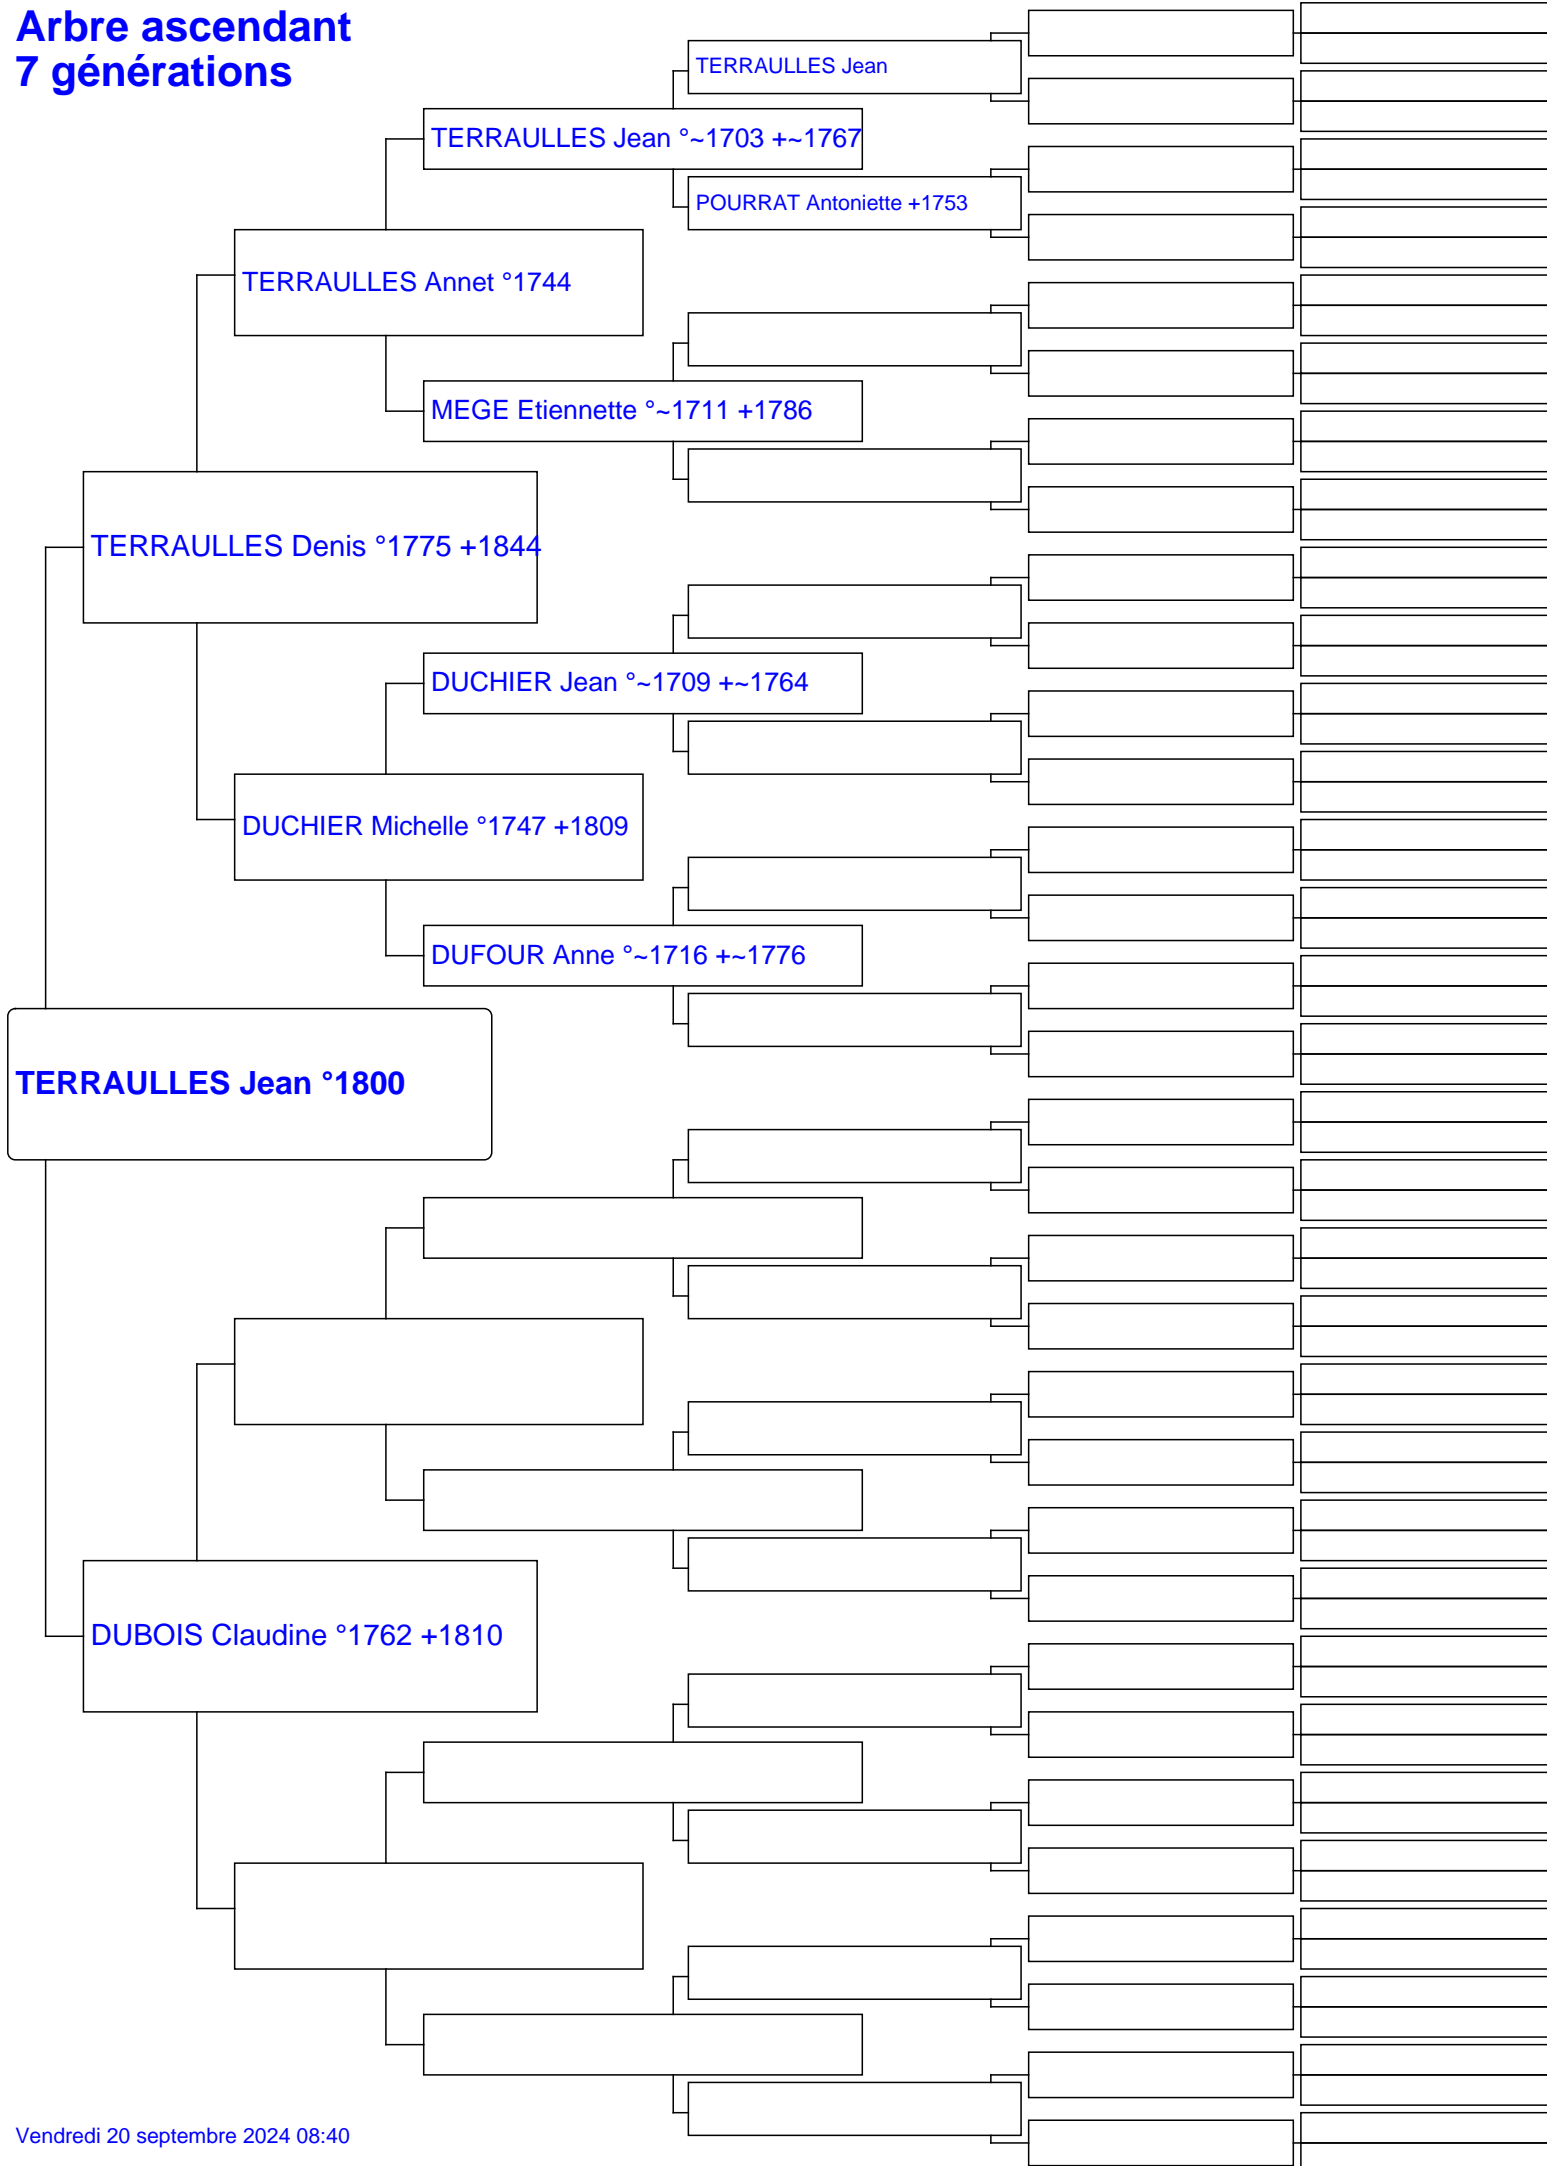 Arbre ascendant
7 générations
TERRAULLES Jean
TERRAULLES Jean °~1703 +~1767
POURRAT Antoniette +1753
TERRAULLES Annet °1744
MEGE Etiennette °~1711 +1786
TERRAULLES Denis °1775 +1844
DUCHIER Jean °~1709 +~1764
DUCHIER Michelle °1747 +1809
DUFOUR Anne °~1716 +~1776
TERRAULLES Jean °1800
DUBOIS Claudine °1762 +1810
Vendredi 20 septembre 2024 08:40